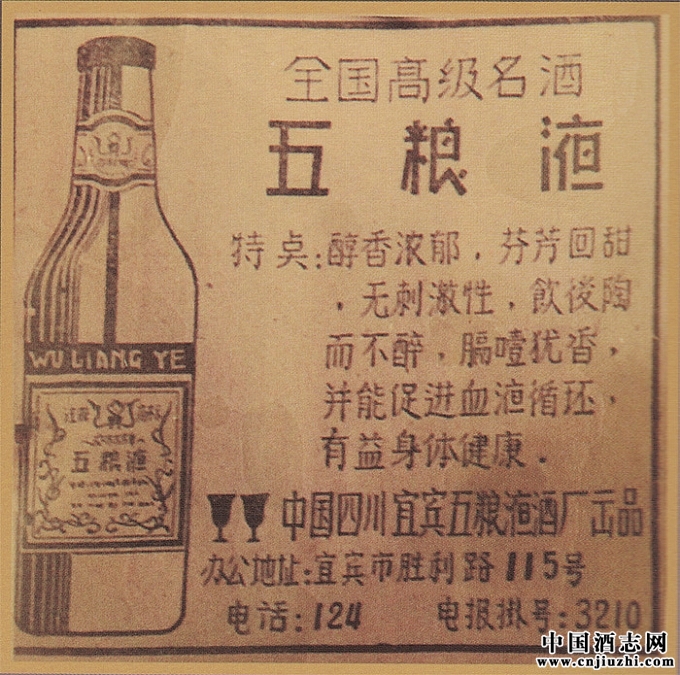 全国高级名酒
五粮液
特点:醇香浓郁，芬芳回甜
，无刺激性，飲後陶
而不醉，膈噎犹香，
并能促进血液循环，
有益身体健康．
中国四川宜宾五粮液酒厂出品
办公地址:宜宾市胜利路115号
电话:124 电报掛号:3210
WU LIANG YE
五粮液
中国酒志网
www.cnjiuzhi.com